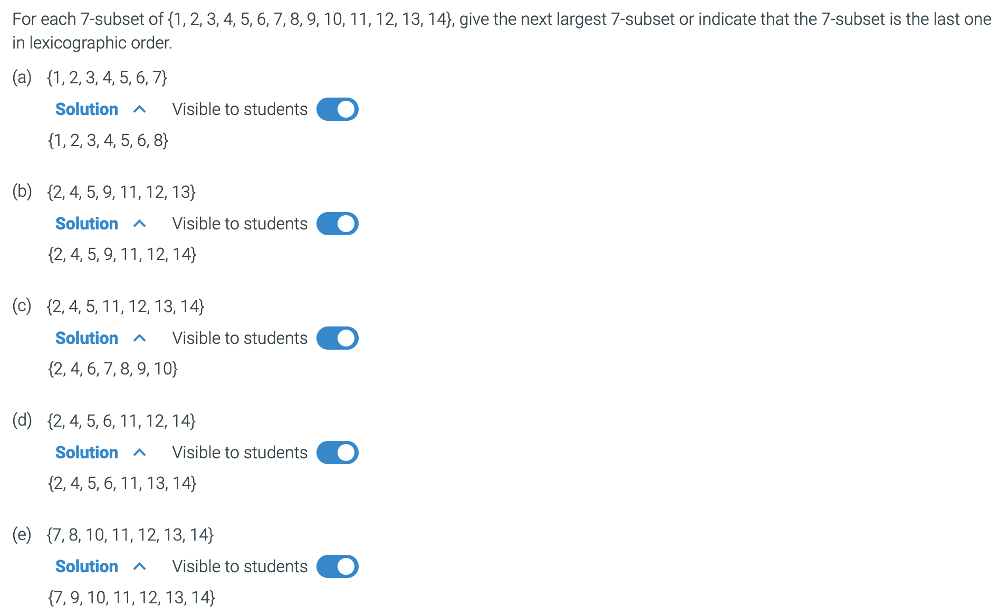 For each 7-subset of {1, 2, 3, 4, 5, 6, 7, 8, 9, 10, 11, 12, 13, 14}, give the next largest 7-subset or indicate that the 7-subset is the last one
in lexicographic order.
(a) {1, 2, 3, 4, 5, 6, 7}
Solution Visible to students
{1, 2, 3, 4, 5, 6, 8}
(b) {2, 4, 5, 9, 11, 12, 13}
Solution Visible to students
{2, 4, 5, 9, 11, 12, 14}
(c) {2, 4, 5, 11, 12, 13, 14}
Solution Visible to students
{2, 4, 6, 7, 8, 9, 10}
(d) {2, 4, 5, 6, 11, 12, 14}
Solution Visible to students
{2, 4, 5, 6, 11, 13, 14}
(e) {7, 8, 10, 11, 12, 13, 14}
Solution Visible to students
{7, 9, 10, 11, 12, 13, 14}